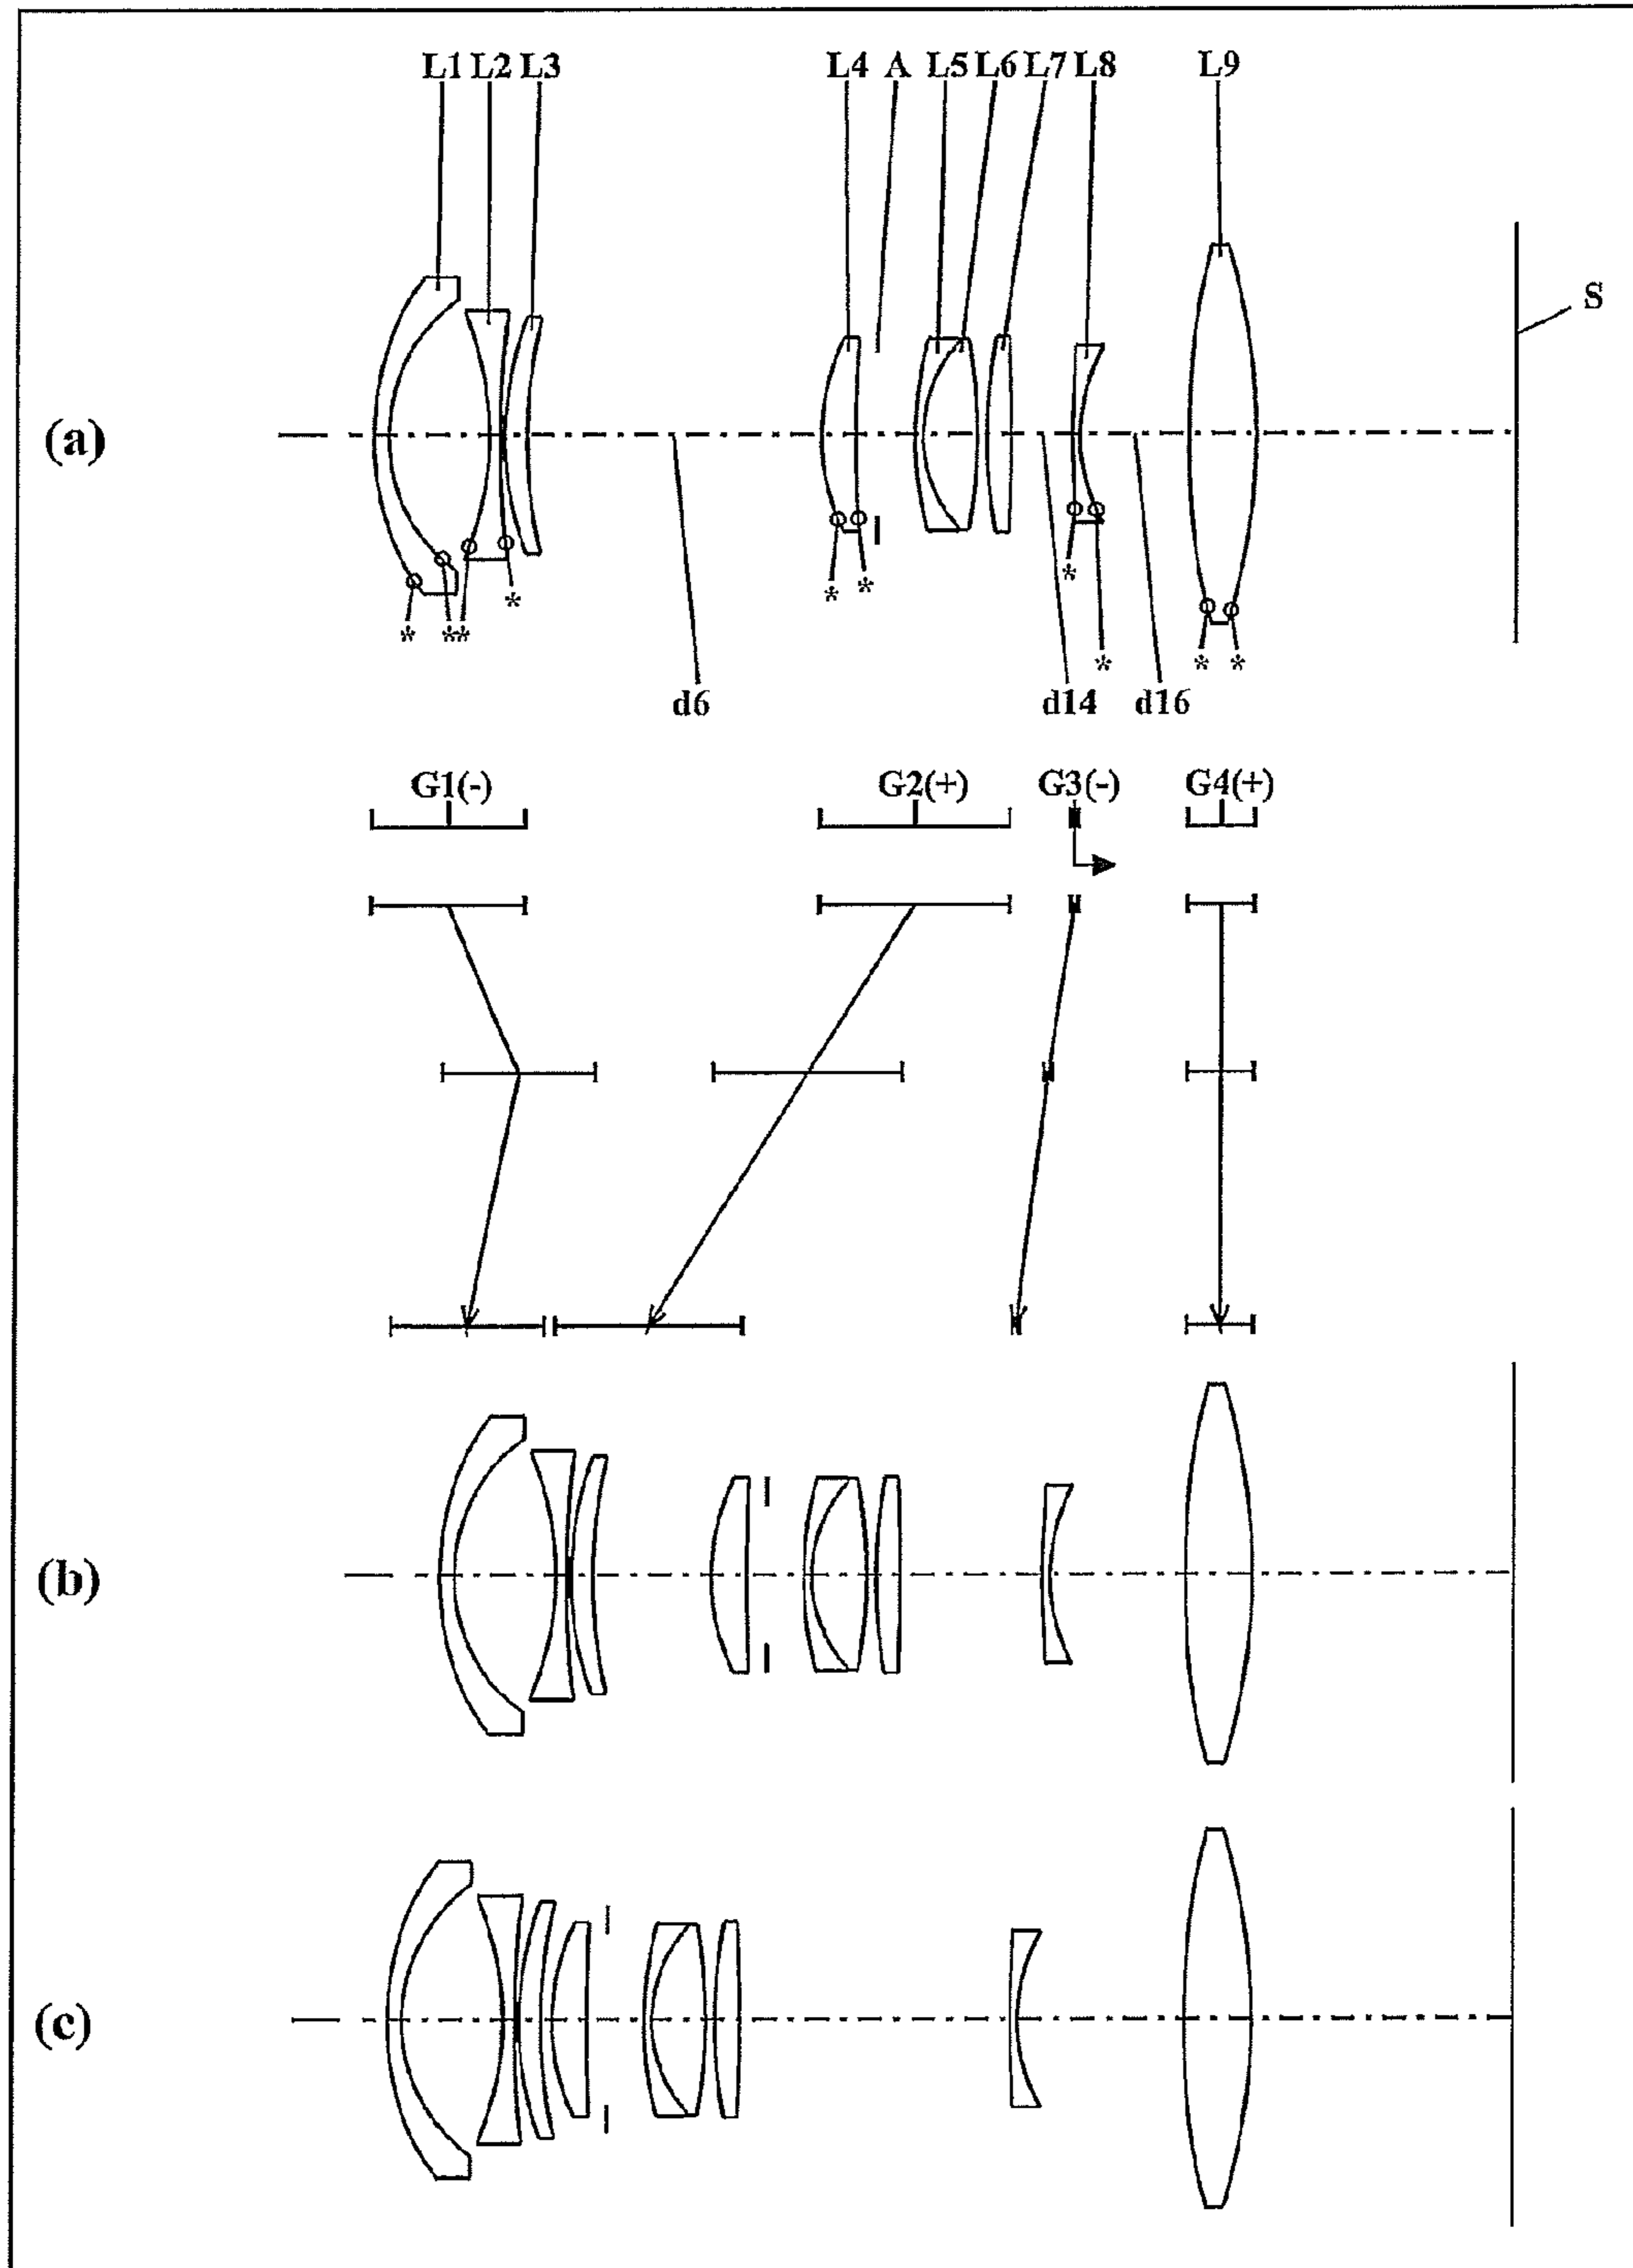 L1 L2 L3 L4 A L5 L6 L7 L8 L9
S
(a)
* ** * * * * * * *
d6 d14 d16
G1(-) G2(+) G3(-) G4(+)
(b)
(c)